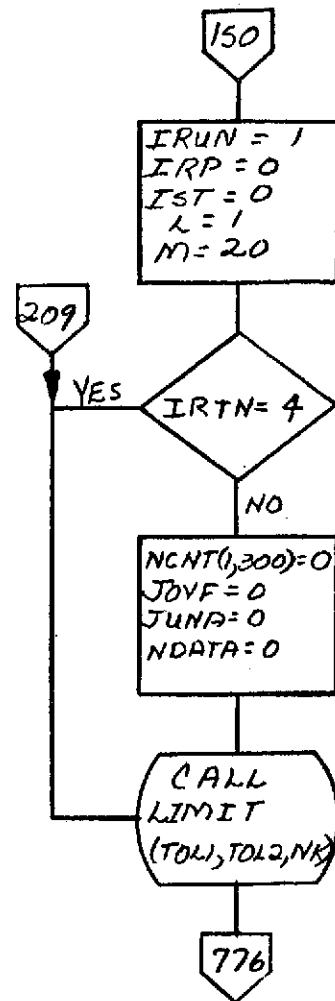 150
IRUN = 1
IRP = 0
IST = 0
L = 1
M = 20
209
YES
IRTN = 4
NO
NCNT(1,300)=0
JOVF = 0
JUNA = 0
NDATA = 0
CALL
LIMIT
(TOL1,TOL2,NK)
776